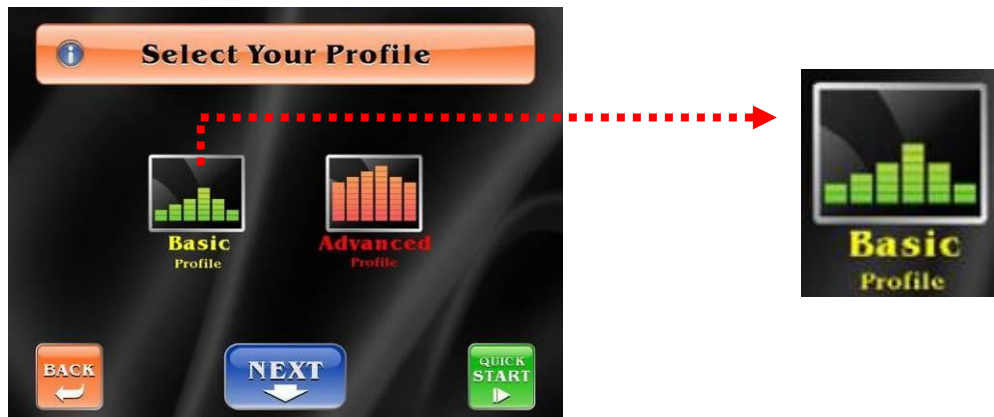 Select Your Profile
Basic
Profile
Advanced
Profile
BACK
NEXT
QUICK
START
Basic
Profile